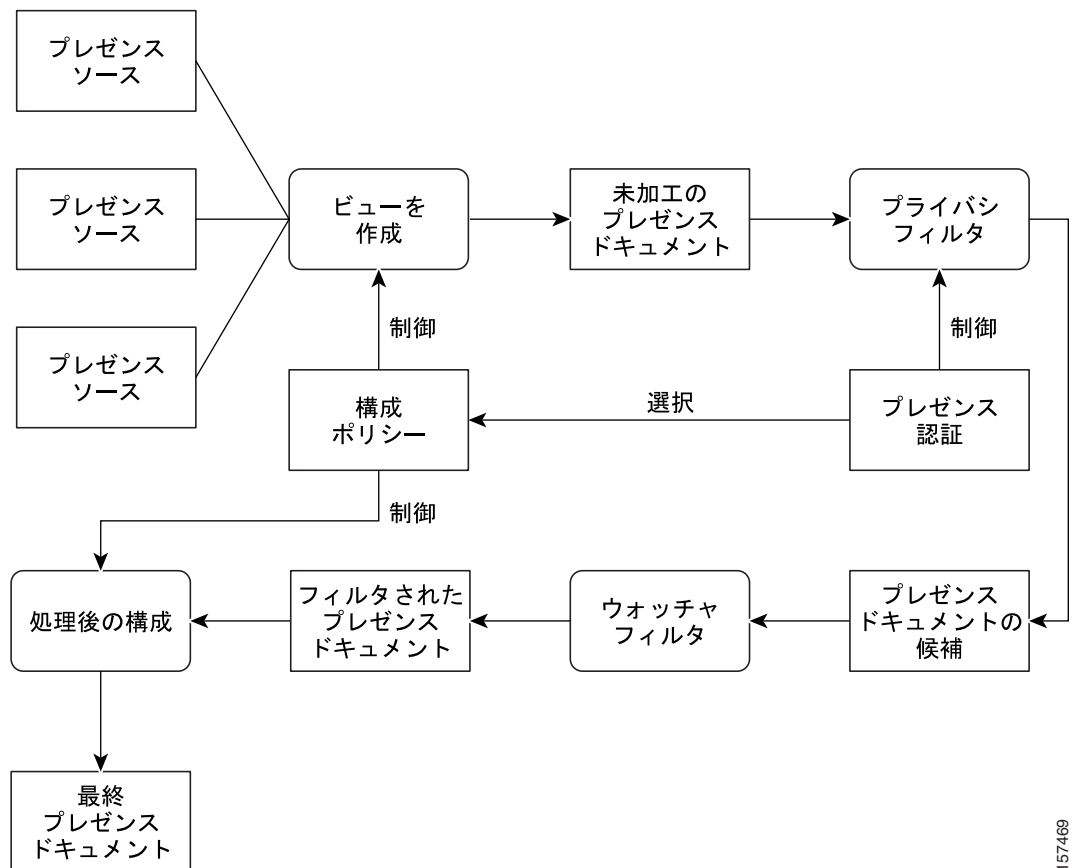 プレゼンス
ソース
プレゼンス
ソース
プレゼンス
ソース
ビューを
作成
未加工の
プレゼンス
ドキュメント
プライバシ
フィルタ
制御
制御
構成
ポリシー
選択
プレゼンス
認証
制御
処理後の構成
フィルタされた
プレゼンス
ドキュメント
ウォッチャ
フィルタ
プレゼンス
ドキュメントの
候補
最終
プレゼンス
ドキュメント
157469